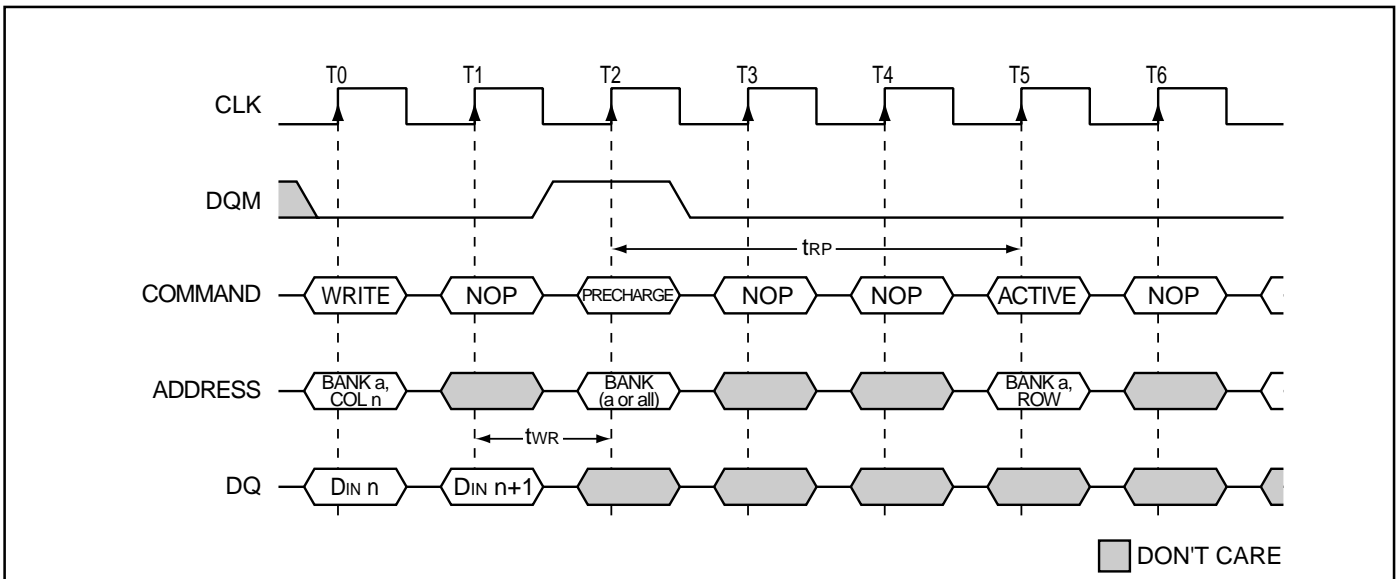 T0 T1 T2 T3 T4 T5 T6
CLK
DQM
tRP
COMMAND WRITE NOP PRECHARGE NOP NOP ACTIVE NOP
ADDRESS BANK a, COL n BANK (a or all) BANK a, ROW
tWR
DQ DIN n DIN n+1
DON'T CARE